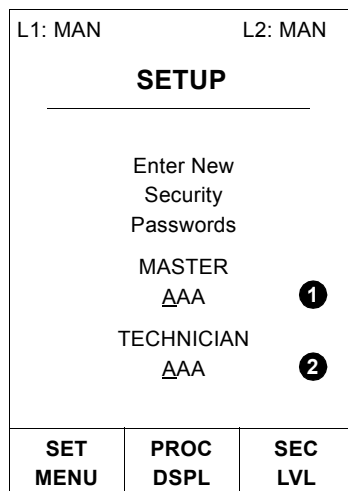 L1: MAN L2: MAN
SETUP
Enter New
Security
Passwords
MASTER
AAA 1
TECHNICIAN
AAA 2
SET PROC SEC
MENU DSPL LVL